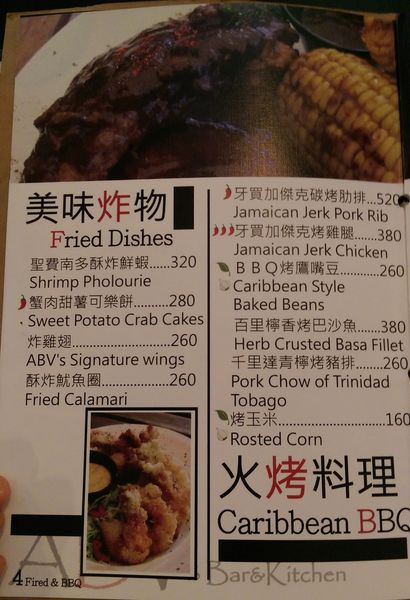 美味炸物
Fried Dishes
聖費南多酥炸鮮蝦......320
Shrimp Pholourie
蟹肉甜薯可樂餅..........280
Sweet Potato Crab Cakes
炸雞翅.......................260
ABV's Signature wings
酥炸魷魚圈.................260
Fried Calamari
4 Fired & BBQ
牙買加傑克碳烤肋排...520
Jamaican Jerk Pork Rib
牙買加傑克烤雞腿.......380
Jamaican Jerk Chicken
ＢＢＱ烤鷹嘴豆............260
Caribbean Style
Baked Beans
百里檸香烤巴沙魚.......380
Herb Crusted Basa Fillet
千里達青檸烤豬排.......260
Pork Chow of Trinidad
Tobago
烤玉米..........................160
Rosted Corn
火烤料理
Caribbean BBQ
Bar&Kitchen